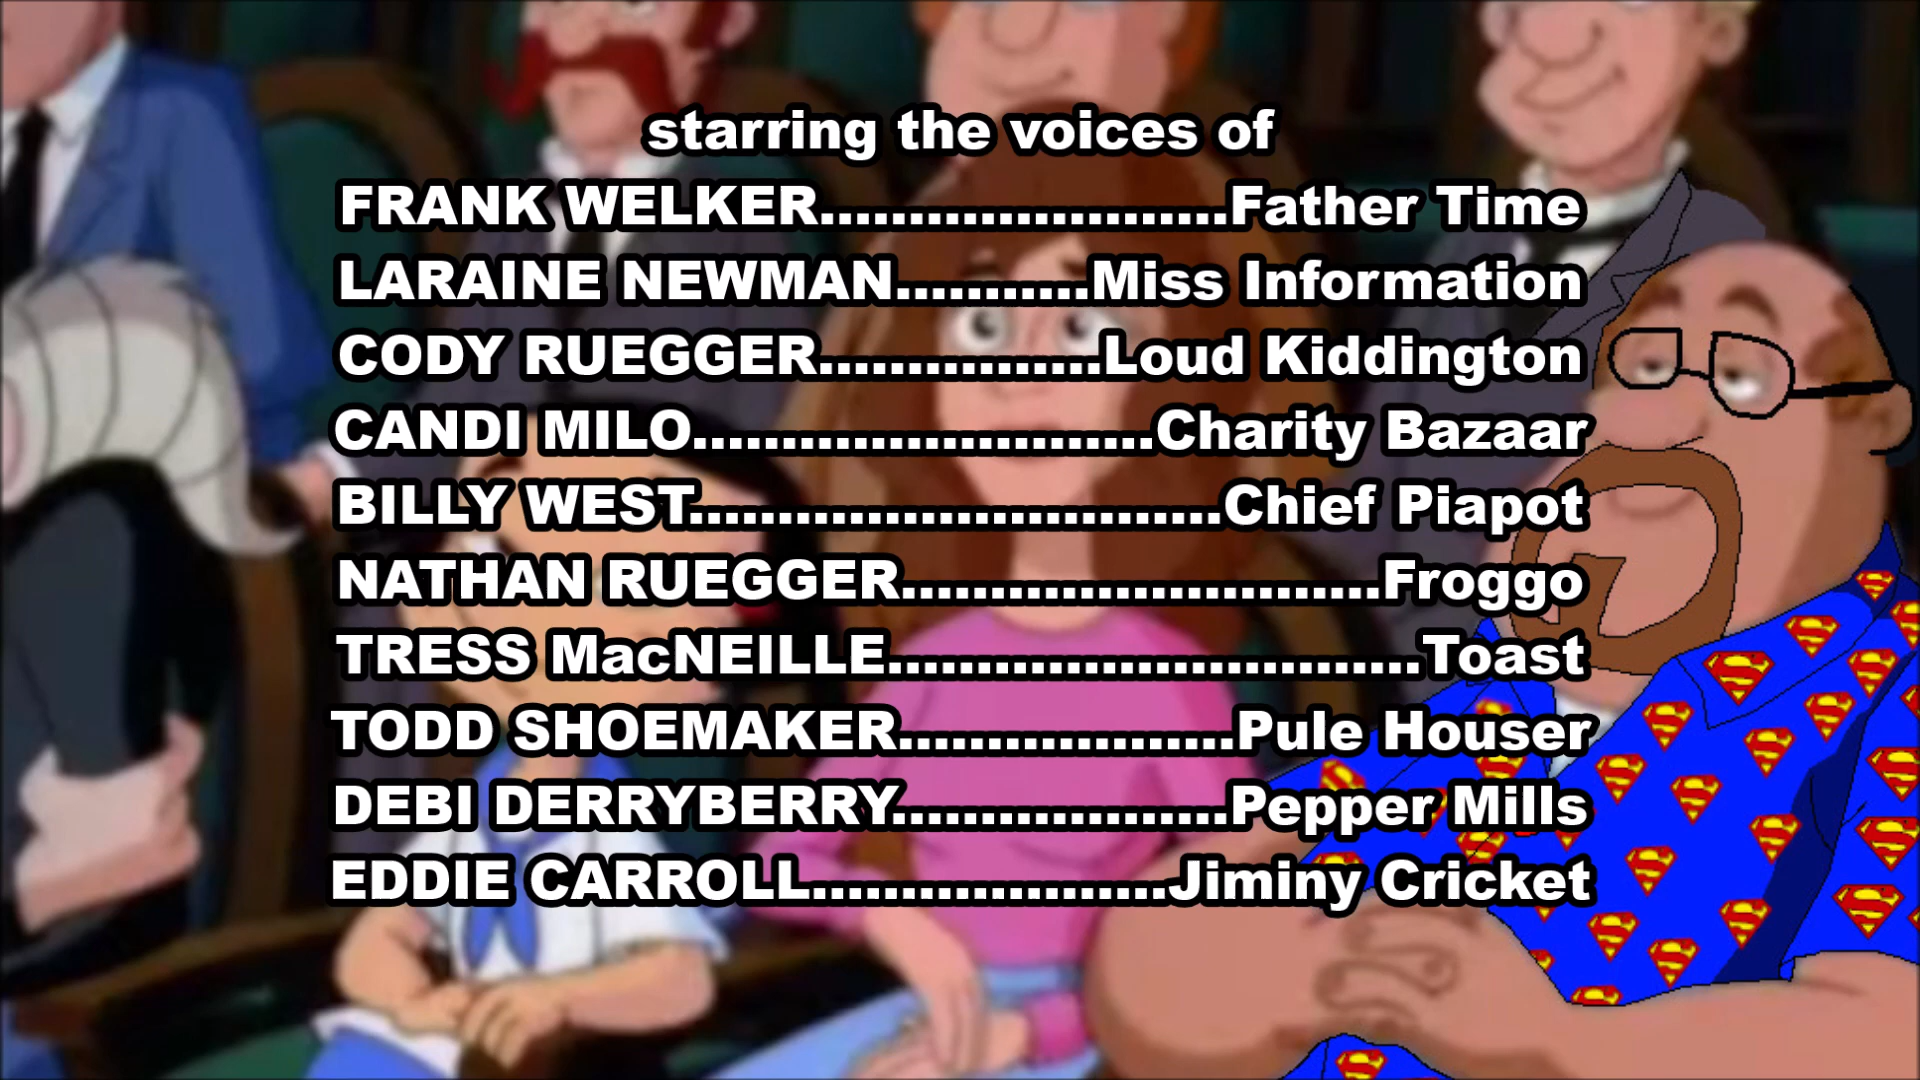 starring the voices of
FRANK WELKER.......................Father Time
LARAINE NEWMAN...........Miss Information
CODY RUEGGER................Loud Kiddington
CANDI MILO..........................Charity Bazaar
BILLY WEST..............................Chief Piapot
NATHAN RUEGGER...........................Froggo
TRESS MacNEILLE..............................Toast
TODD SHOEMAKER...................Pule Houser
DEBI DERRYBERRY...................Pepper Mills
EDDIE CARROLL....................Jiminy Cricket